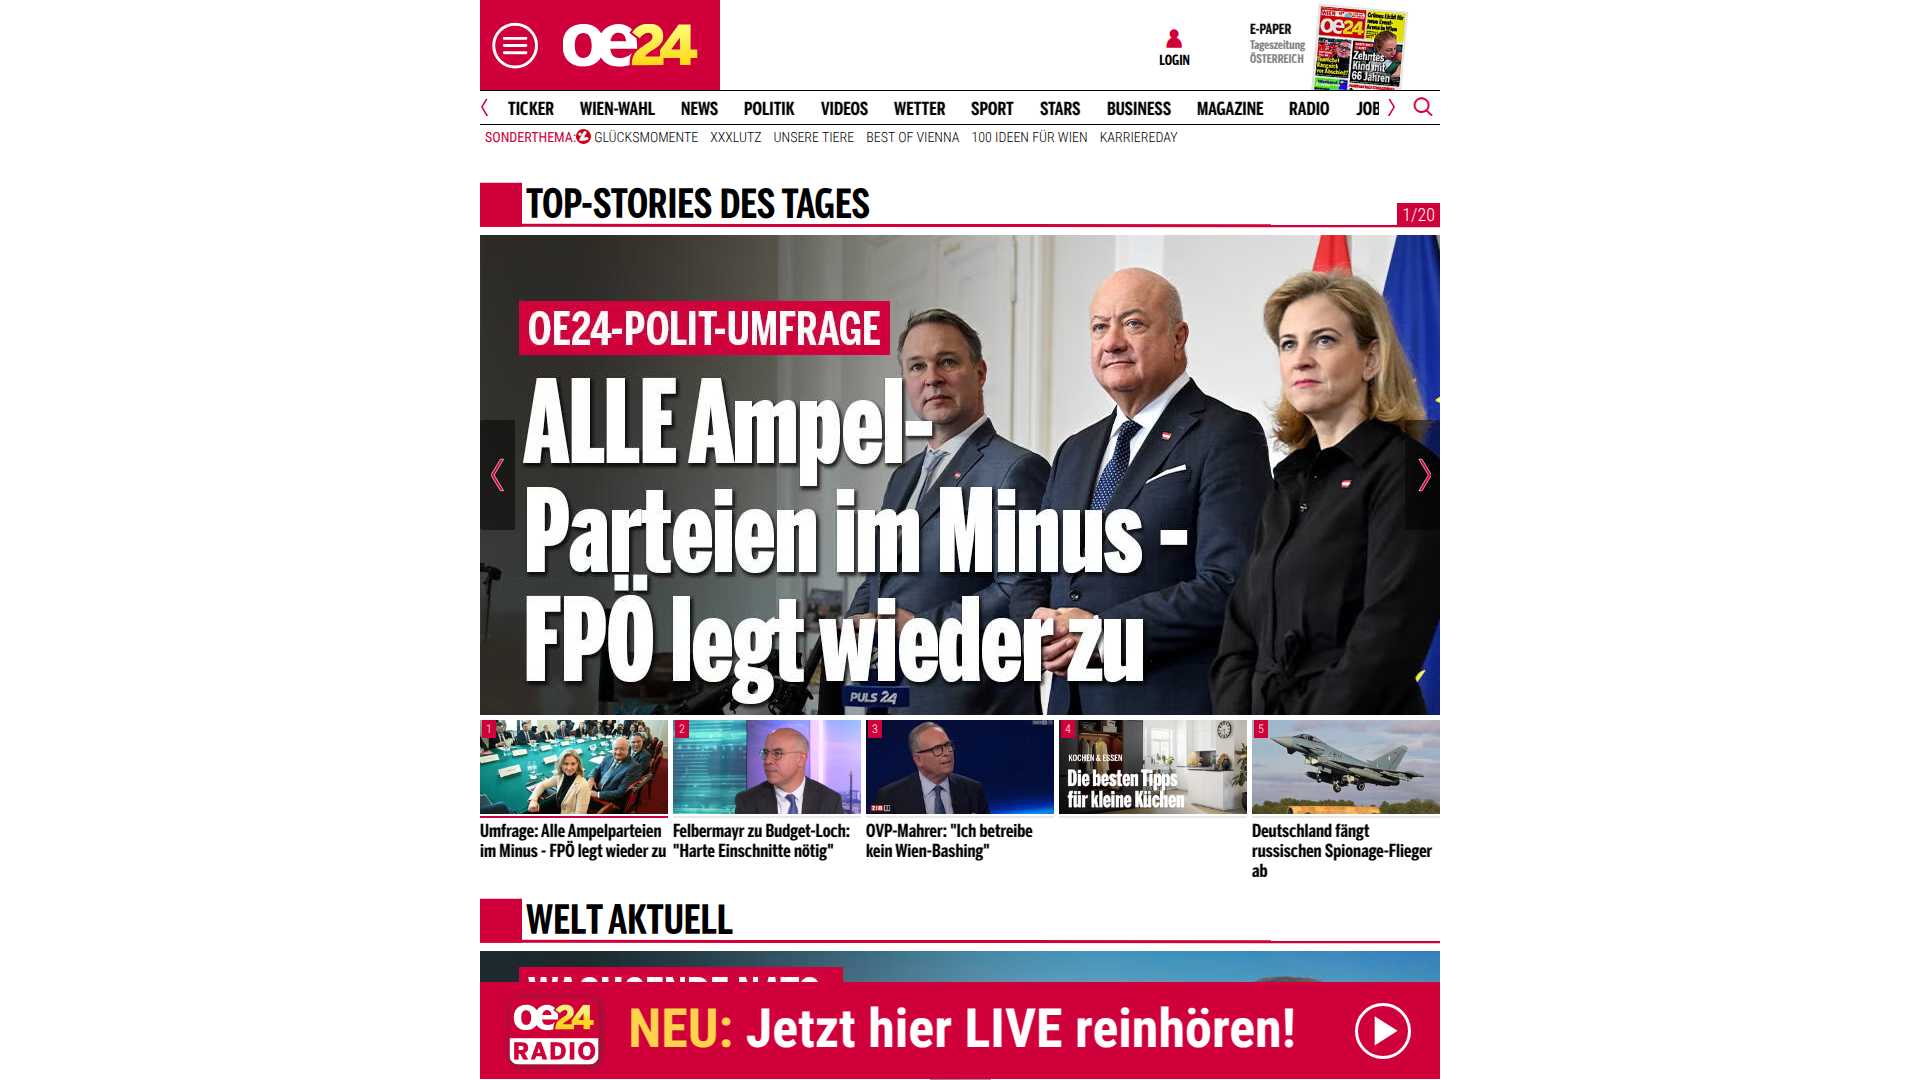 oe24
LOGIN
E-PAPER
Tageszeitung
ÖSTERREICH
oe24
Zehntes
Kind mit
66 Jahren
TICKER WIEN-WAHL NEWS POLITIK VIDEOS WETTER SPORT STARS BUSINESS MAGAZINE RADIO JOB
SONDERTHEMA: GLÜCKSMOMENTE XXXLUTZ UNSERE TIERE BEST OF VIENNA 100 IDEEN FÜR WIEN KARRIEREDAY
TOP-STORIES DES TAGES
1/20
OE24-POLIT-UMFRAGE
ALLE Ampel-
Parteien im Minus -
FPÖ legt wieder zu
PULS 24
1
2
3
4
5
KOCHEN & ESSEN
Die besten Tipps
für kleine Küchen
Umfrage: Alle Ampelparteien
im Minus - FPÖ legt wieder zu
Felbermayr zu Budget-Loch:
"Harte Einschnitte nötig"
ÖVP-Mahrer: "Ich betreibe
kein Wien-Bashing"
Deutschland fängt
russischen Spionage-Flieger
ab
WELT AKTUELL
WACHSENDE NATO-
oe24
RADIO
NEU: Jetzt hier LIVE reinhören!